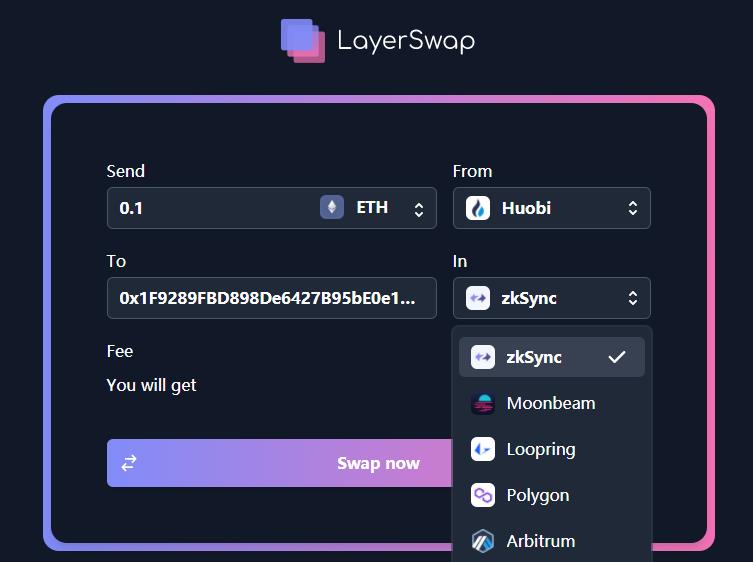 LayerSwap
Send
From
0.1
ETH
Huobi
To
In
0x1F9289FBD898De6427B95bE0e1...
zkSync
Fee
zkSync
You will get
Moonbeam
Loopring
Swap now
Polygon
Arbitrum